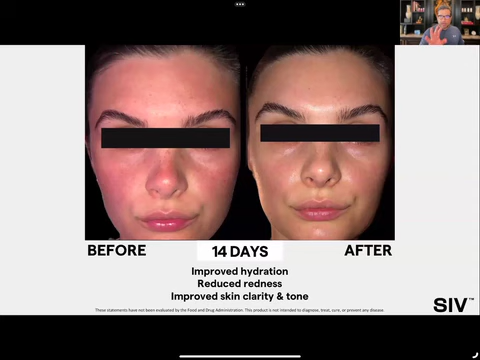 BEFORE
14 DAYS
AFTER
Improved hydration
Reduced redness
Improved skin clarity & tone
These statements have not been evaluated by the Food and Drug Administration. This product is not intended to diagnose, treat, cure, or prevent any disease
SIV™